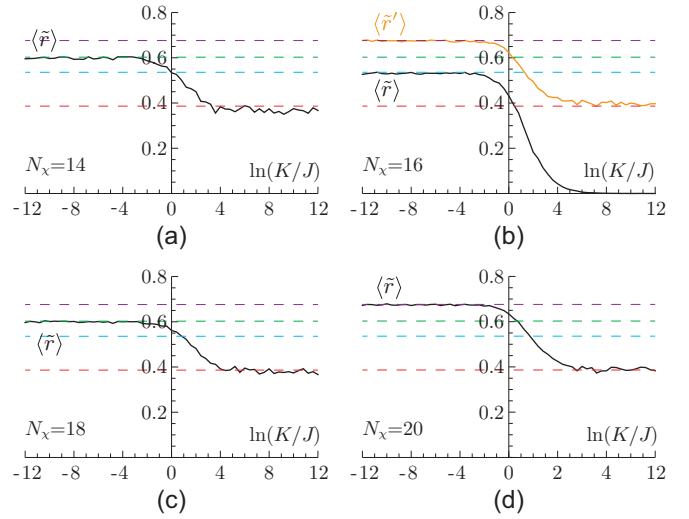 0.8
⟨r̃⟩
0.6
0.4
0.2
N_χ=14
ln(K/J)
-12 -8 -4 0 4 8 12
(a)
0.8
⟨r̃′⟩
0.6
⟨r̃⟩
0.4
0.2
N_χ=16
ln(K/J)
-12 -8 -4 0 4 8 12
(b)
0.8
0.6
⟨r̃⟩
0.4
0.2
N_χ=18
ln(K/J)
-12 -8 -4 0 4 8 12
(c)
0.8
⟨r̃⟩
0.6
0.4
0.2
N_χ=20
ln(K/J)
-12 -8 -4 0 2 8 12
(d)